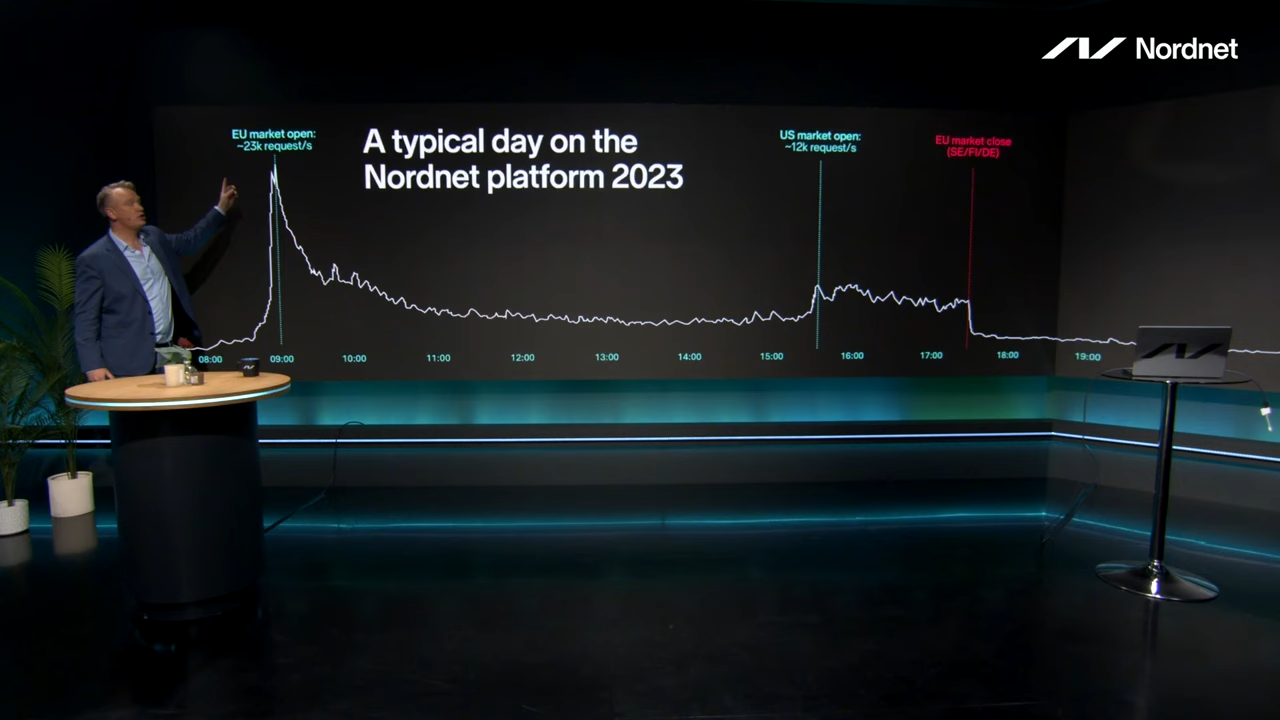 Nordnet
EU market open:
~23k request/s
A typical day on the
Nordnet platform 2023
US market open:
~12k request/s
EU market close
(SE/FI/DE)
08:00
09:00
10:00
11:00
12:00
13:00
14:00
15:00
16:00
17:00
18:00
19:00